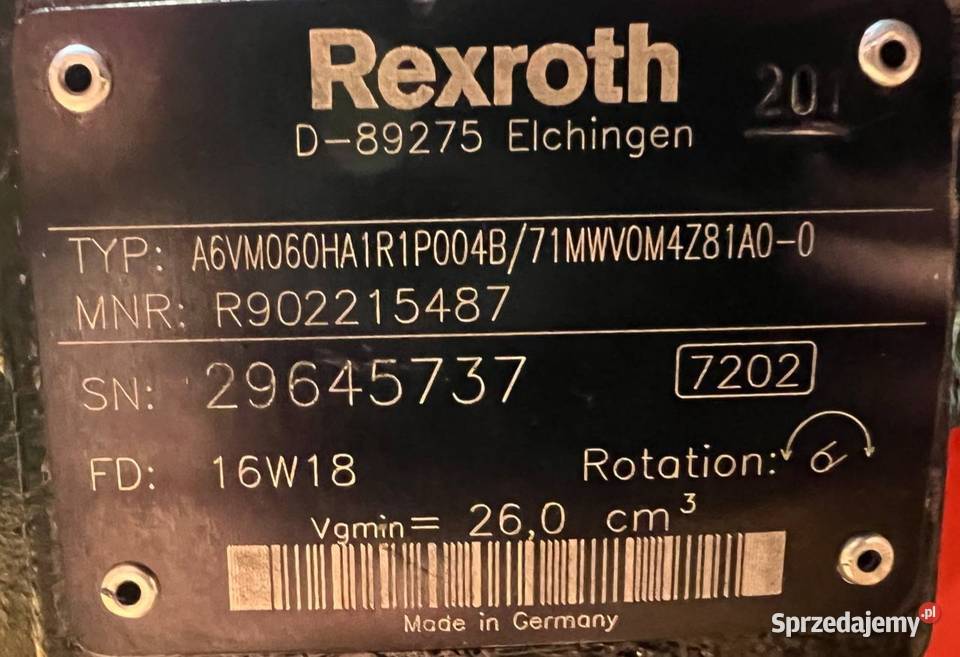 Rexroth
D-89275 Elchingen
TYP: A6VM060HA1R1P004B/71MWV0M4Z81A0-0
MNR: R902215487
SN: 29645737 7202
FD: 16W18 Rotation:
Vgmin= 26,0 cm³
Made in Germany
Sprzedajemy.pl